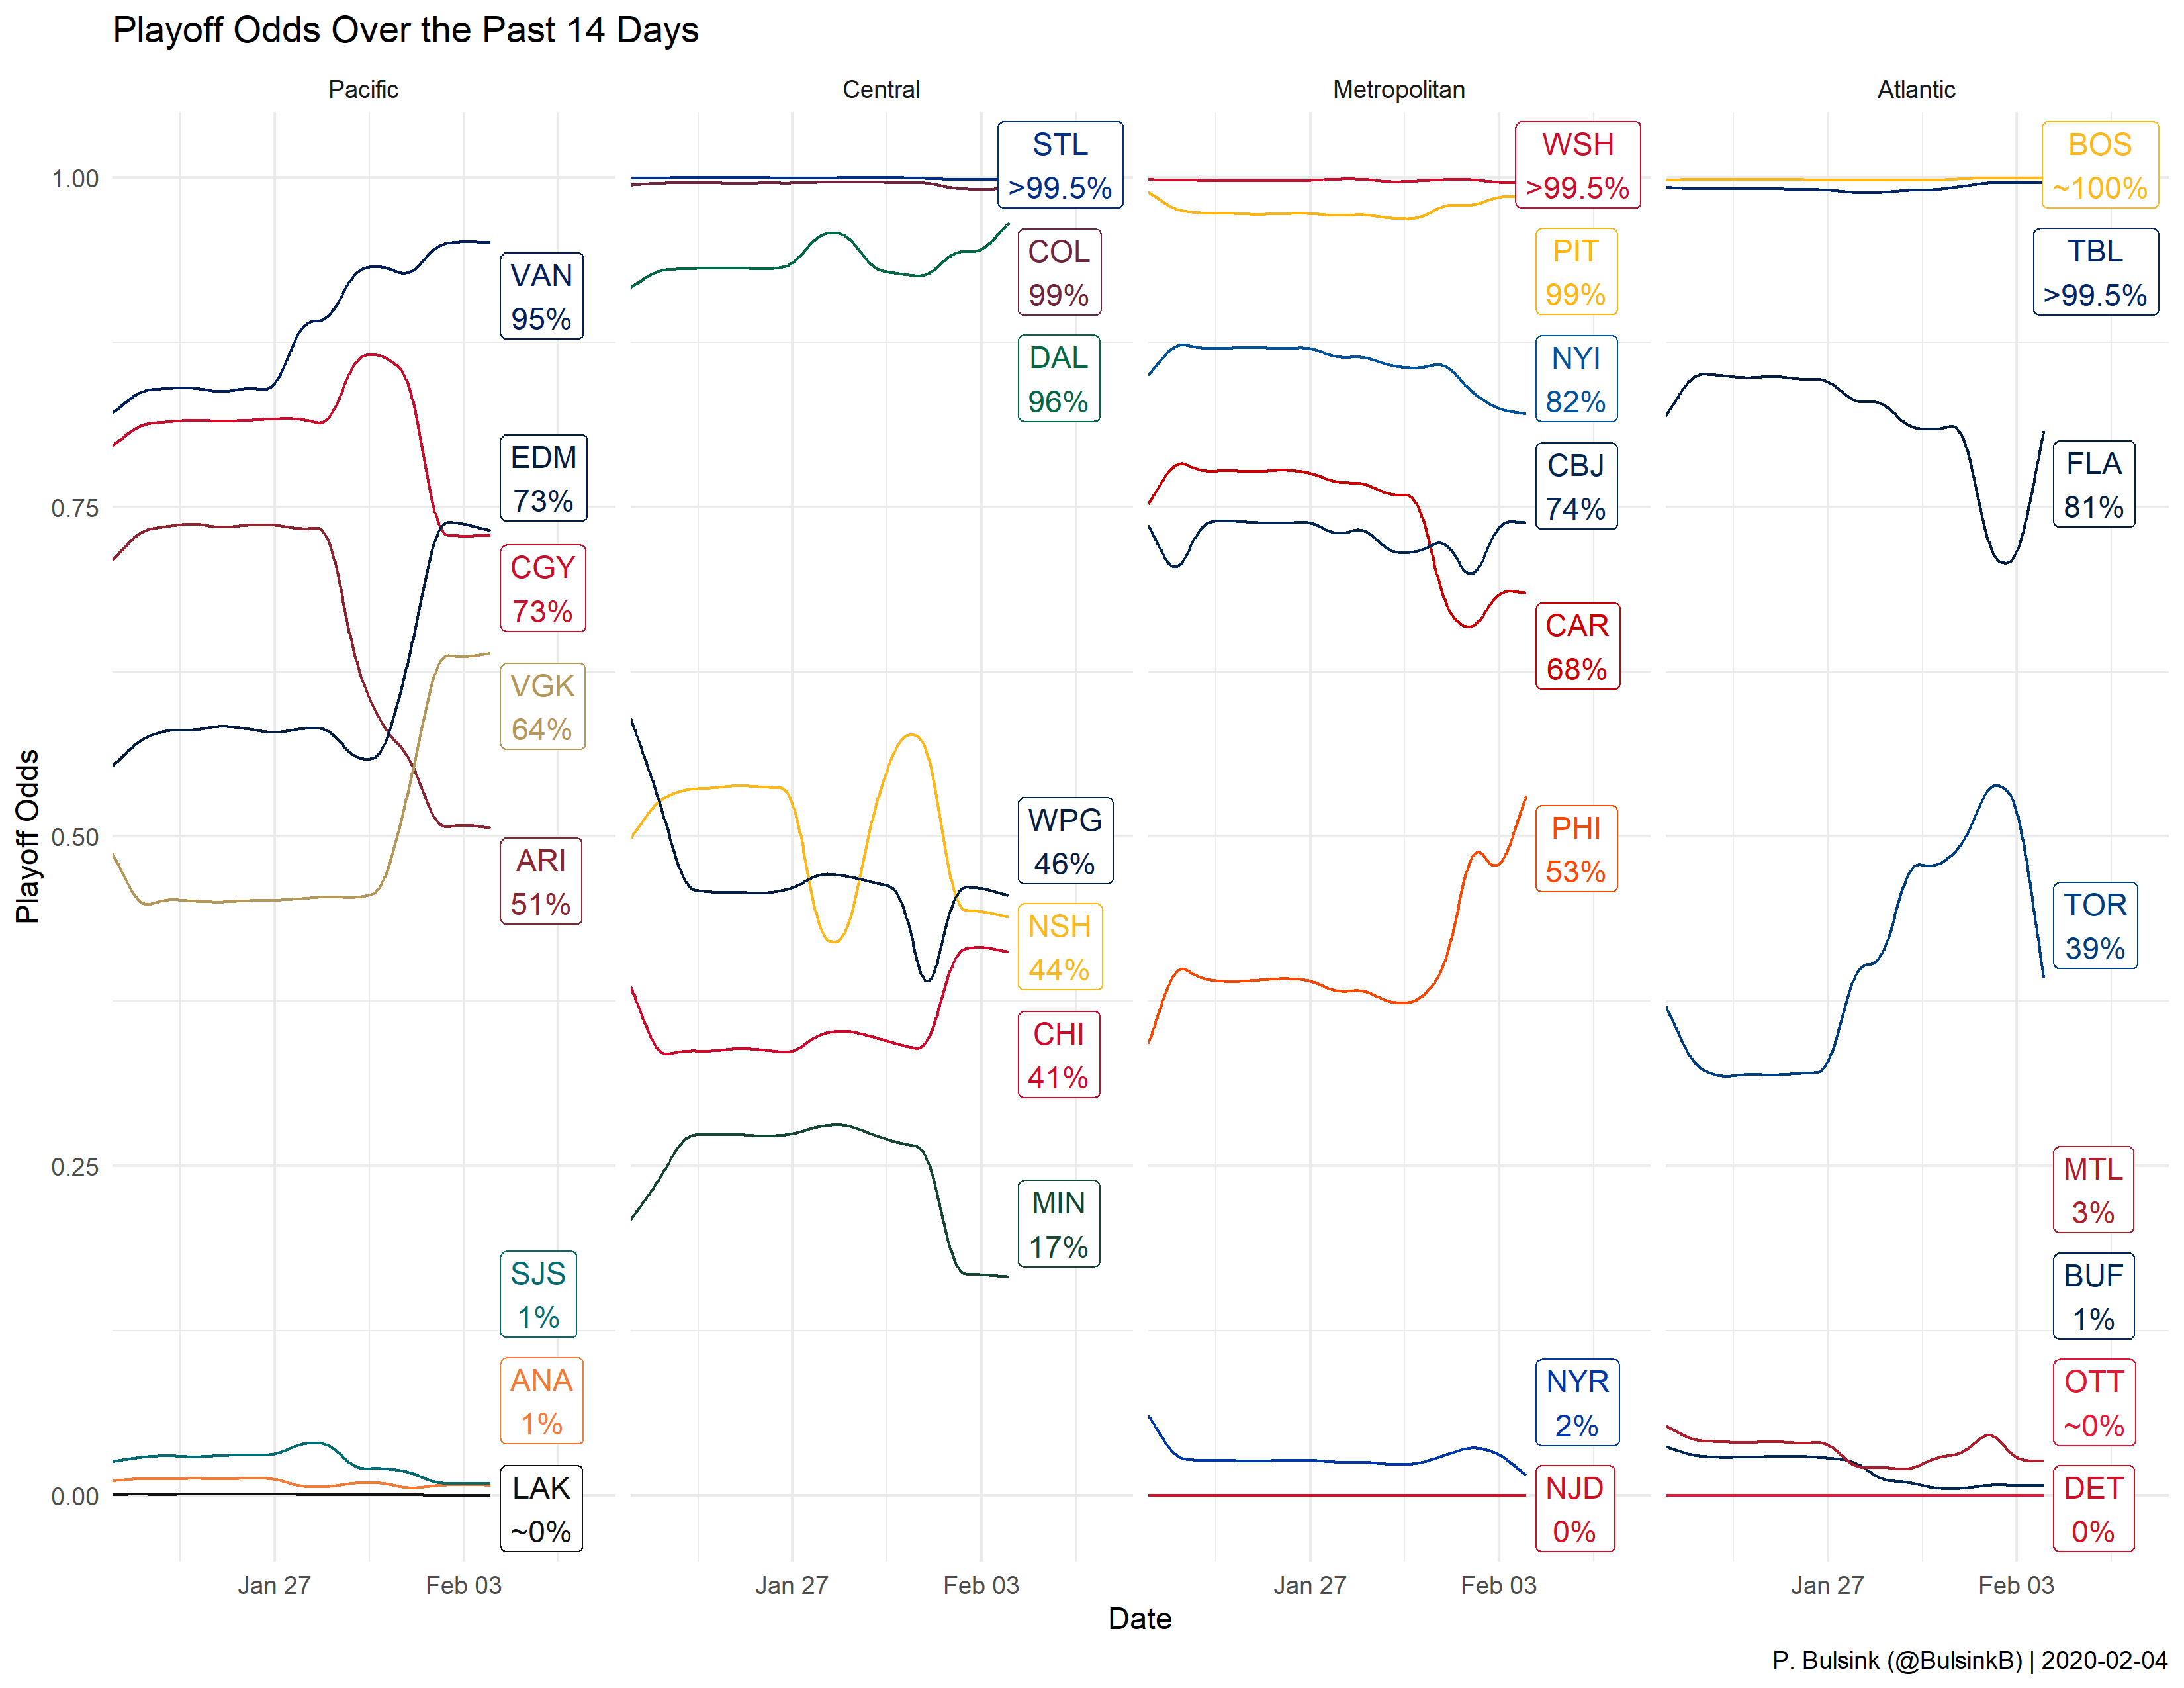 Playoff Odds Over the Past 14 Days
Pacific
Central
Metropolitan
Atlantic
Playoff Odds
1.00
0.75
0.50
0.25
0.00
VAN
95%
EDM
73%
CGY
73%
VGK
64%
ARI
51%
SJS
1%
ANA
1%
LAK
~0%
STL
>99.5%
COL
99%
DAL
96%
WPG
46%
NSH
44%
CHI
41%
MIN
17%
WSH
>99.5%
PIT
99%
NYI
82%
CBJ
74%
CAR
68%
PHI
53%
NYR
2%
NJD
0%
BOS
~100%
TBL
>99.5%
FLA
81%
TOR
39%
MTL
3%
BUF
1%
OTT
~0%
DET
0%
Jan 27
Feb 03
Jan 27
Feb 03
Jan 27
Feb 03
Jan 27
Feb 03
Date
P. Bulsink (@BulsinkB) | 2020-02-04